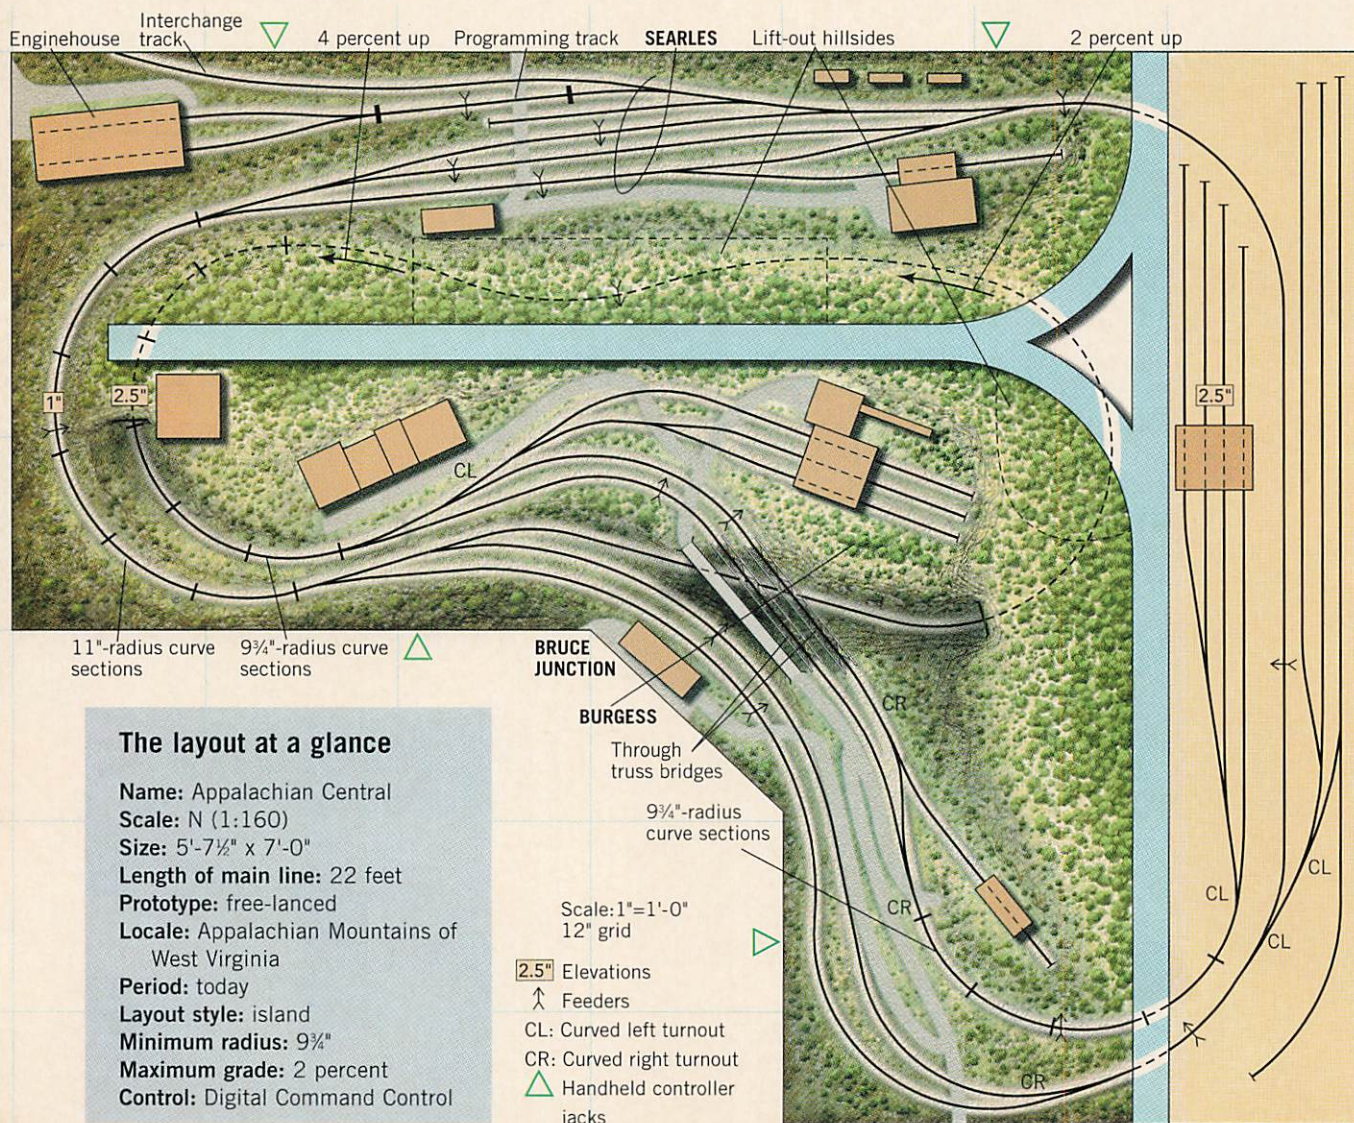 Enginehouse
Interchange
track
4 percent up
Programming track
SEARLES
Lift-out hillsides
2 percent up
1"
2.5"
2.5"
CL
11"-radius curve
sections
9¾"-radius curve
sections
BRUCE
JUNCTION
BURGESS
Through
truss bridges
CR
9¾"-radius
curve sections
CR
CL
CL
CL
CR
The layout at a glance
Name: Appalachian Central
Scale: N (1:160)
Size: 5'-7½" x 7'-0"
Length of main line: 22 feet
Prototype: free-lanced
Locale: Appalachian Mountains of
West Virginia
Period: today
Layout style: island
Minimum radius: 9¾"
Maximum grade: 2 percent
Control: Digital Command Control
Scale:1"=1'-0"
12" grid
2.5" Elevations
Feeders
CL: Curved left turnout
CR: Curved right turnout
Handheld controller
jacks